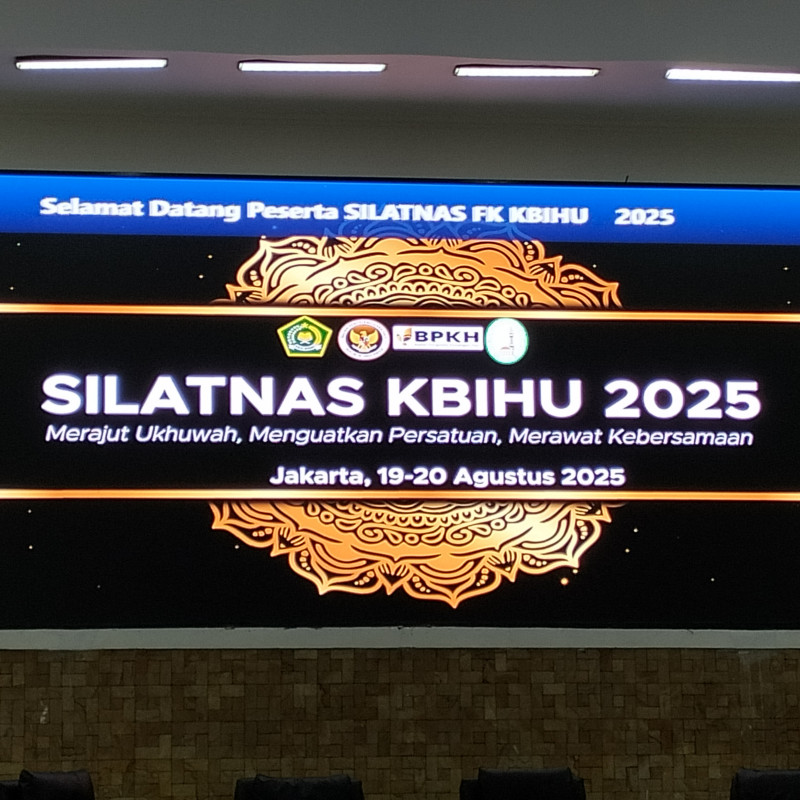 Selamat Datang Peserta SILATNAS FK KBIHU 2025
BPKH
SILATNAS KBIHU 2025
Merajut Ukhuwah, Menguatkan Persatuan, Merawat Kebersamaan
Jakarta, 19-20 Agustus 2025